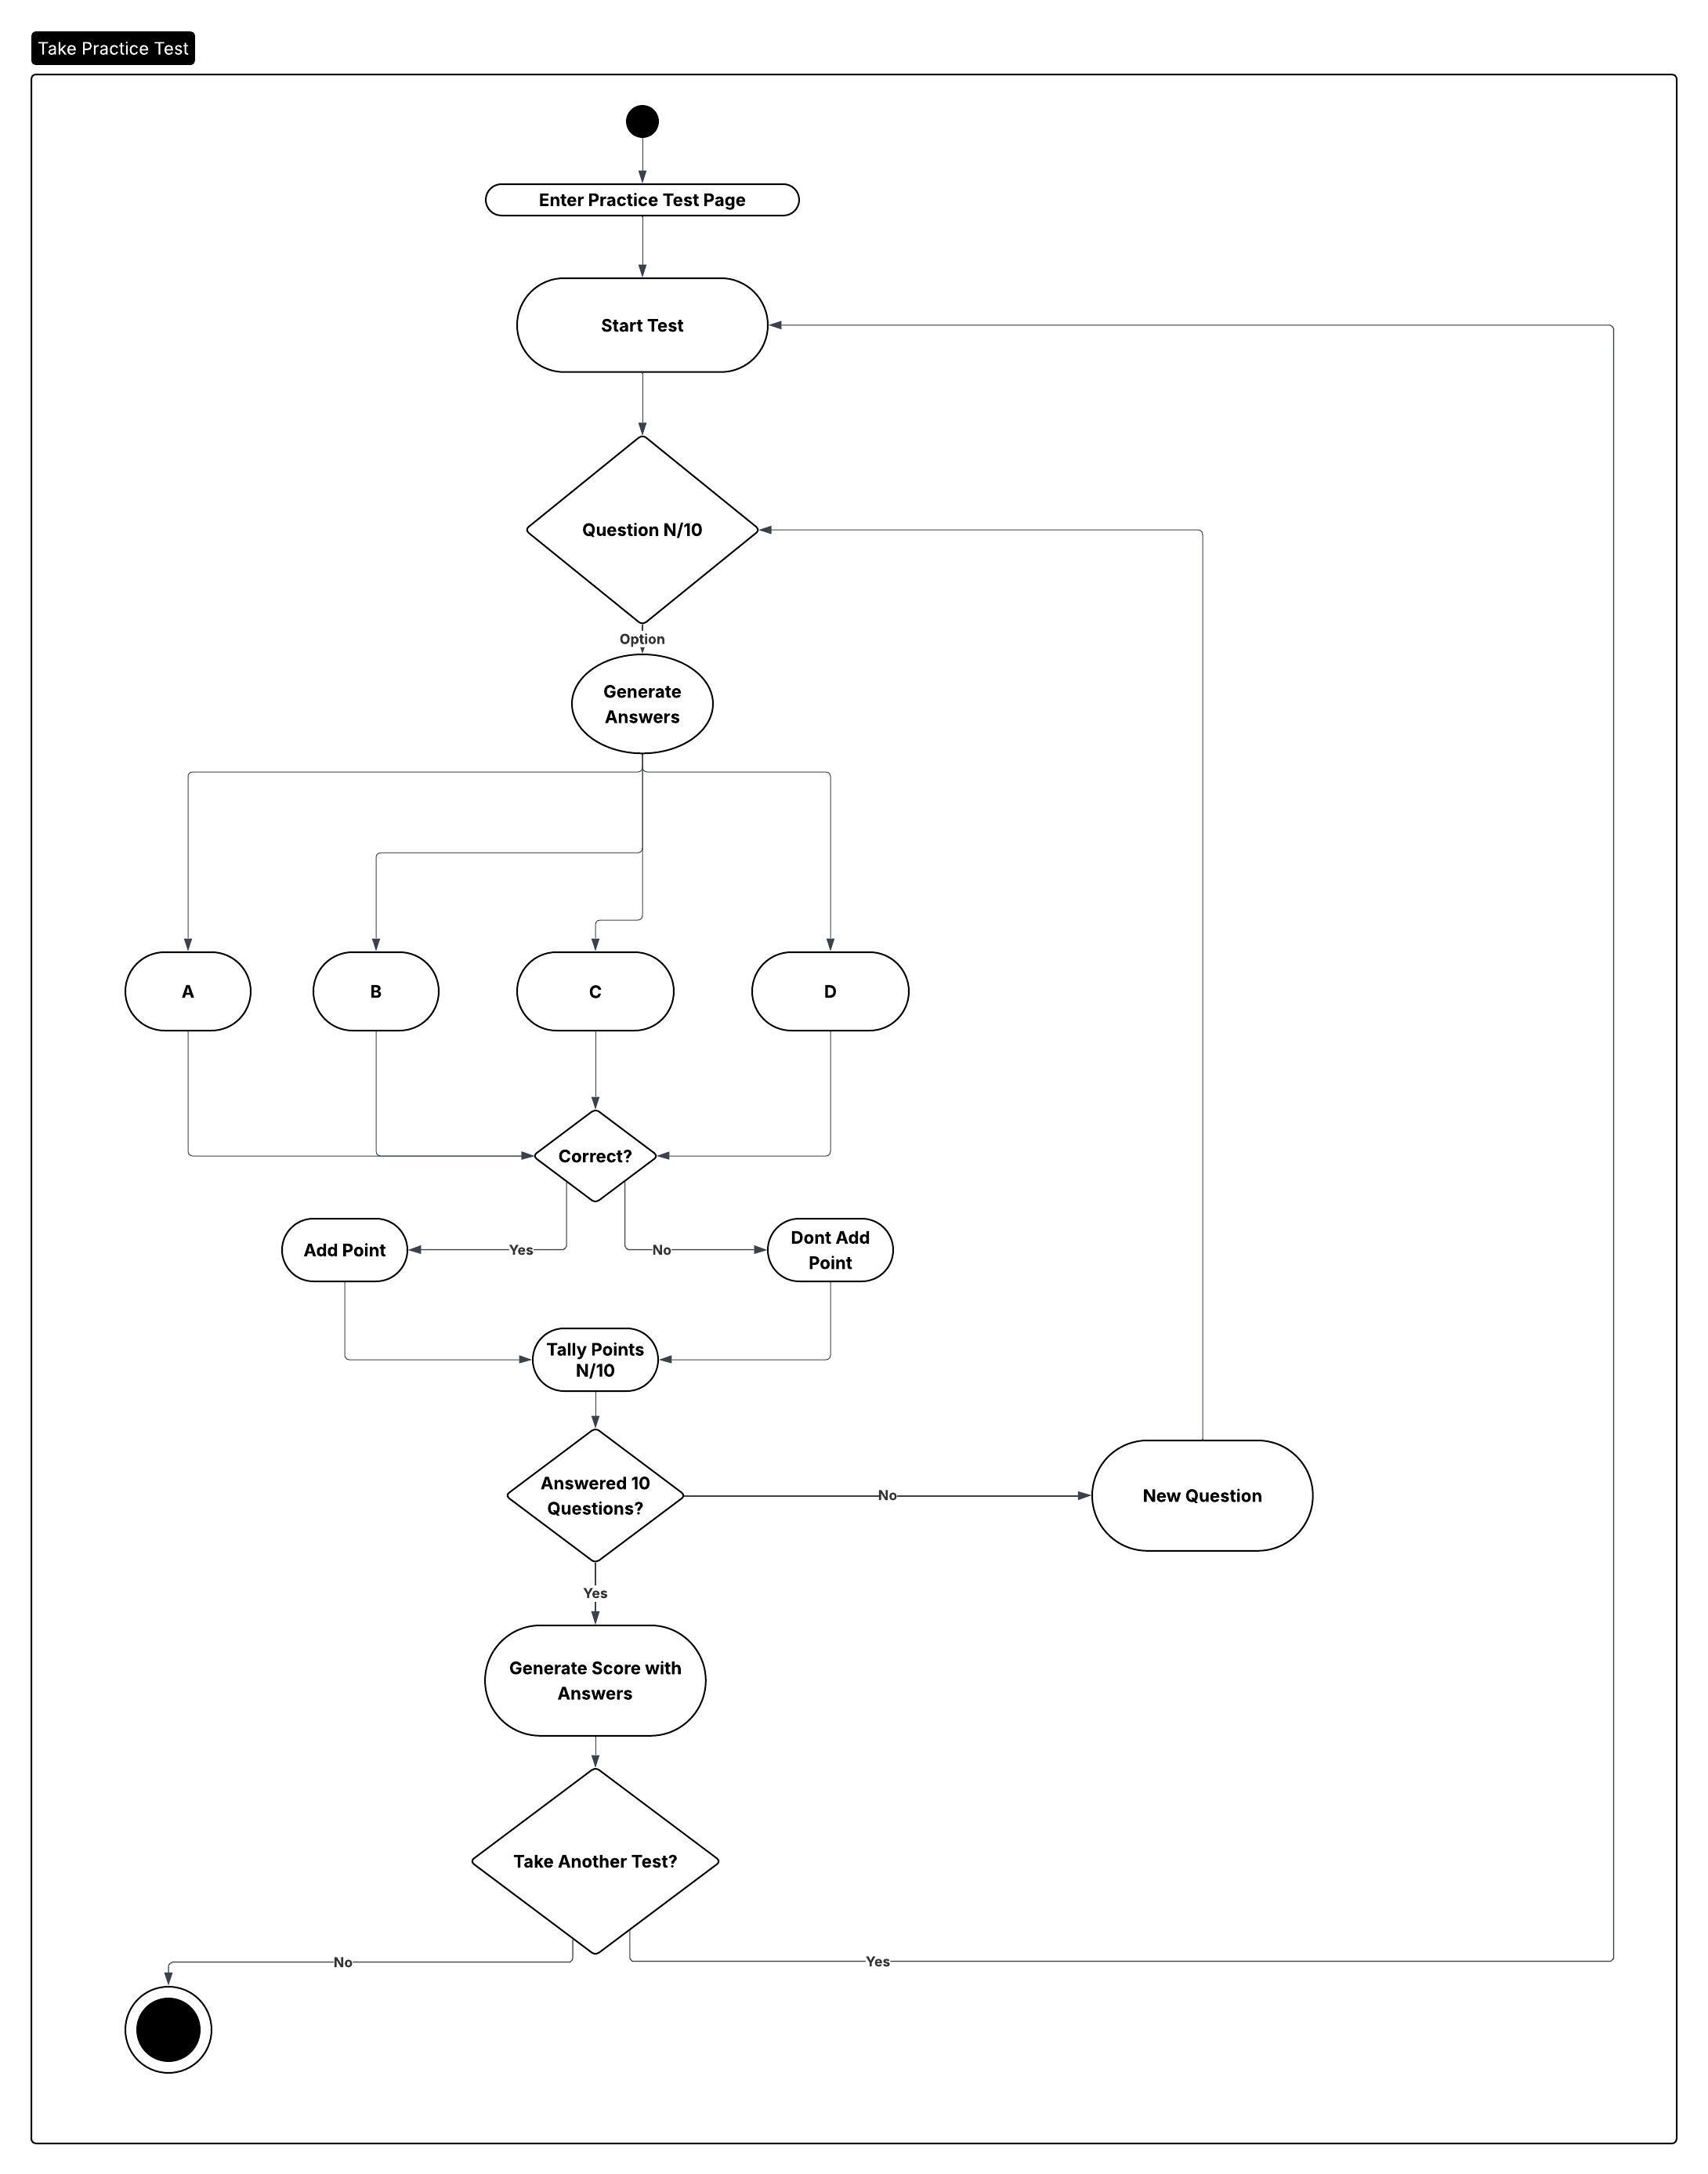 Take Practice Test
Enter Practice Test Page
Start Test
Question N/10
Option
Generate
Answers
A
B
C
D
Correct?
Yes
No
Add Point
Dont Add
Point
Tally Points
N/10
Answered 10
Questions?
No
New Question
Yes
Generate Score with
Answers
Take Another Test?
No
Yes